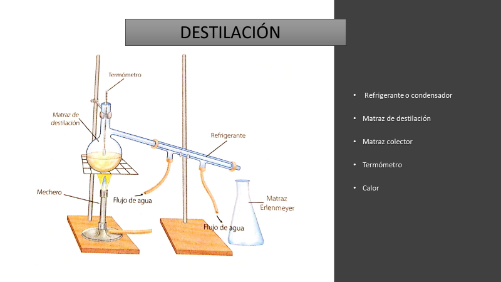 DESTILACIÓN
Termómetro
Matraz de
destilación
Refrigerante
Mechero
Flujo de agua
Matraz
Erlenmeyer
Flujo de agua
• Refrigerante o condensador
• Matraz de destilación
• Matraz colector
• Termómetro
• Calor